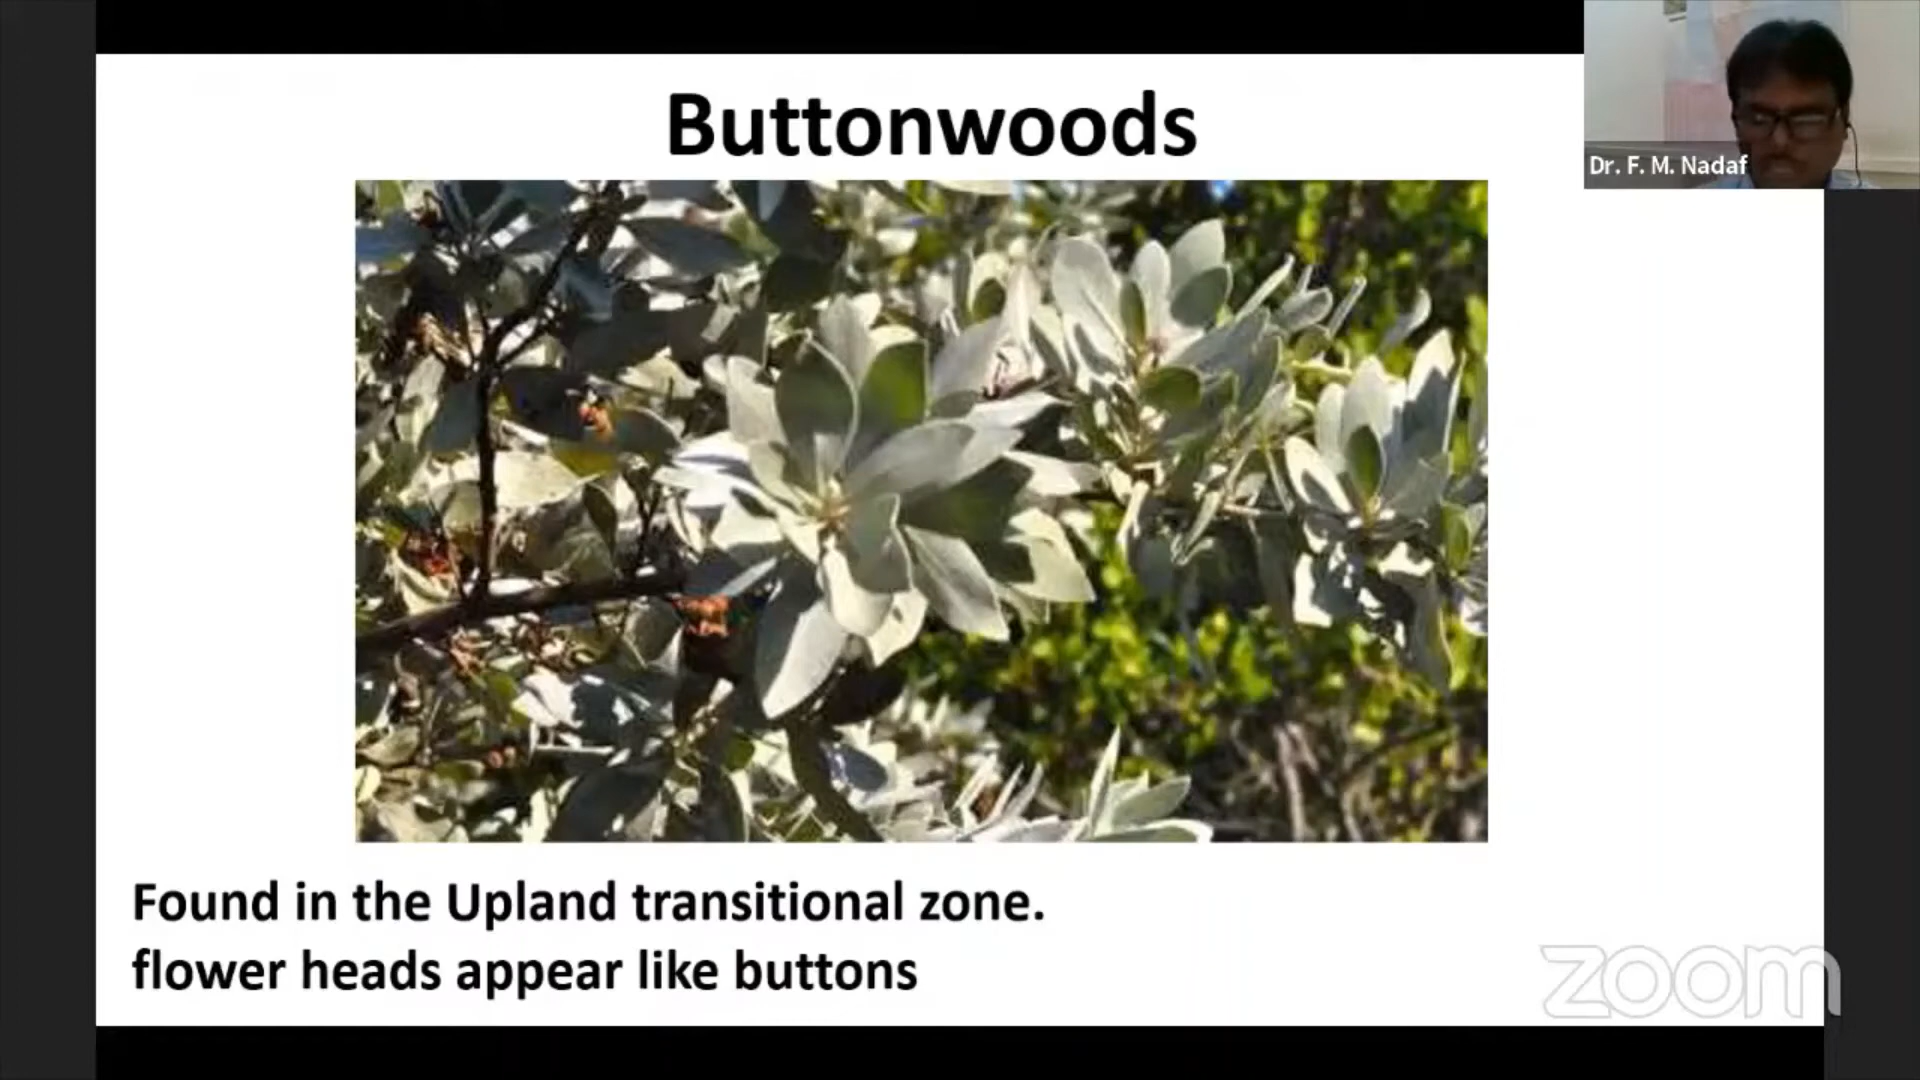 Buttonwoods
Dr. F. M. Nadaf
Found in the Upland transitional zone.
flower heads appear like buttons
zoom